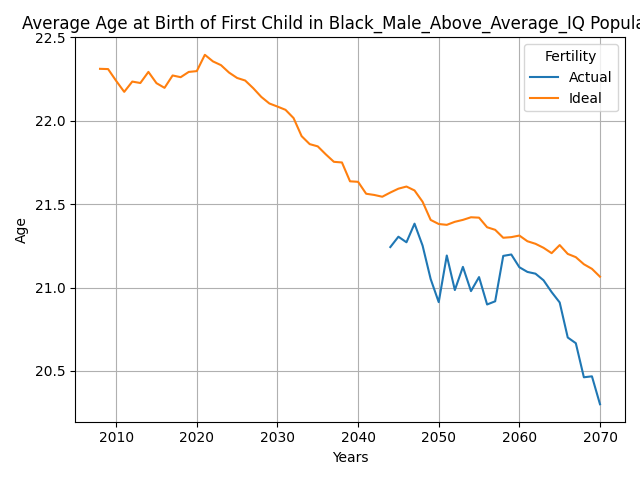 Average Age at Birth of First Child in Black_Male_Above_Average_IQ Popula
22.5
22.0
21.5
21.0
20.5
Age
Fertility
Actual
Ideal
2010 2020 2030 2040 2050 2060 2070
Years